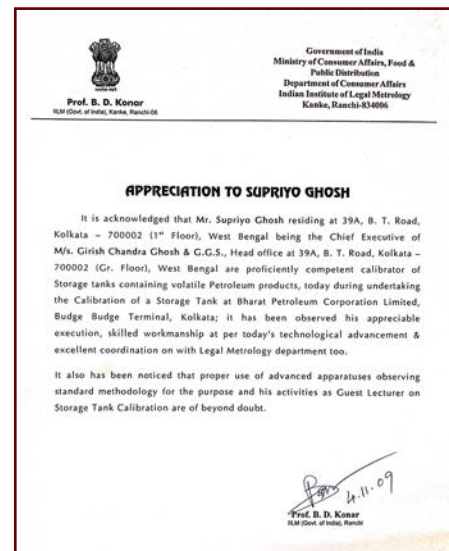 Government of India
Ministry of Consumer Affairs, Food &
Public Distribution
Department of Consumer Affairs
Indian Institute of Legal Metrology
Kanke, Ranchi-834006
Prof. B. D. Konar
IILM (Govt. of India), Kanke, Ranchi-06
APPRECIATION TO SUPRIYO GHOSH
It is acknowledged that Mr. Supriyo Ghosh residing at 39A, B. T. Road,
Kolkata – 700002 (1st Floor), West Bengal being the Chief Executive of
M/s. Girish Chandra Ghosh & G.G.S., Head office at 39A, B. T. Road, Kolkata –
700002 (Gr. Floor), West Bengal are proficiently competent calibrator of
Storage tanks containing volatile Petroleum products, today during undertaking
the Calibration of a Storage Tank at Bharat Petroleum Corporation Limited,
Budge Budge Terminal, Kolkata; it has been observed his appreciable
execution, skilled workmanship at per today's technological advancement &
excellent coordination on with Legal Metrology department too.
It also has been noticed that proper use of advanced apparatuses observing
standard methodology for the purpose and his activities as Guest Lecturer on
Storage Tank Calibration are of beyond doubt.
4.11.09
Prof. B. D. Konar
IILM (Govt. of India), Ranchi